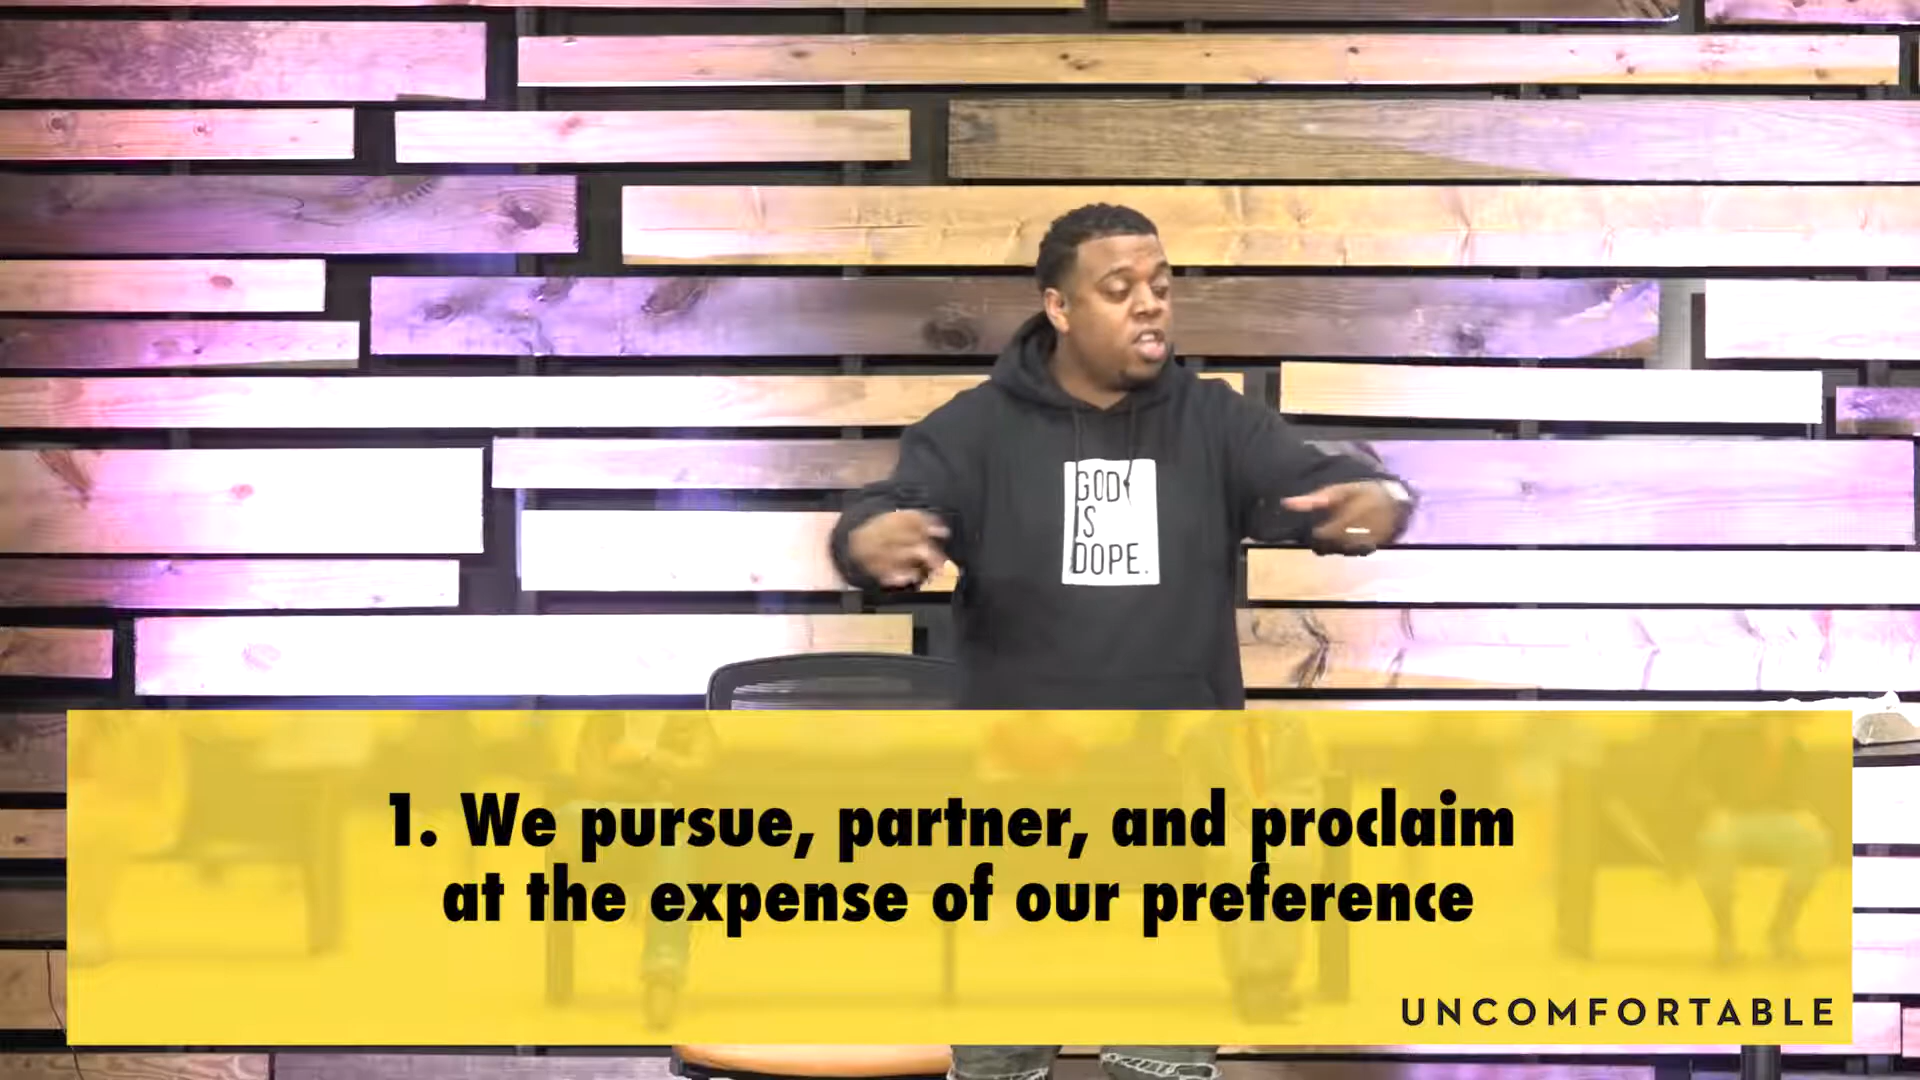 GOD
IS
DOPE.
1. We pursue, partner, and proclaim
at the expense of our preference
UNCOMFORTABLE